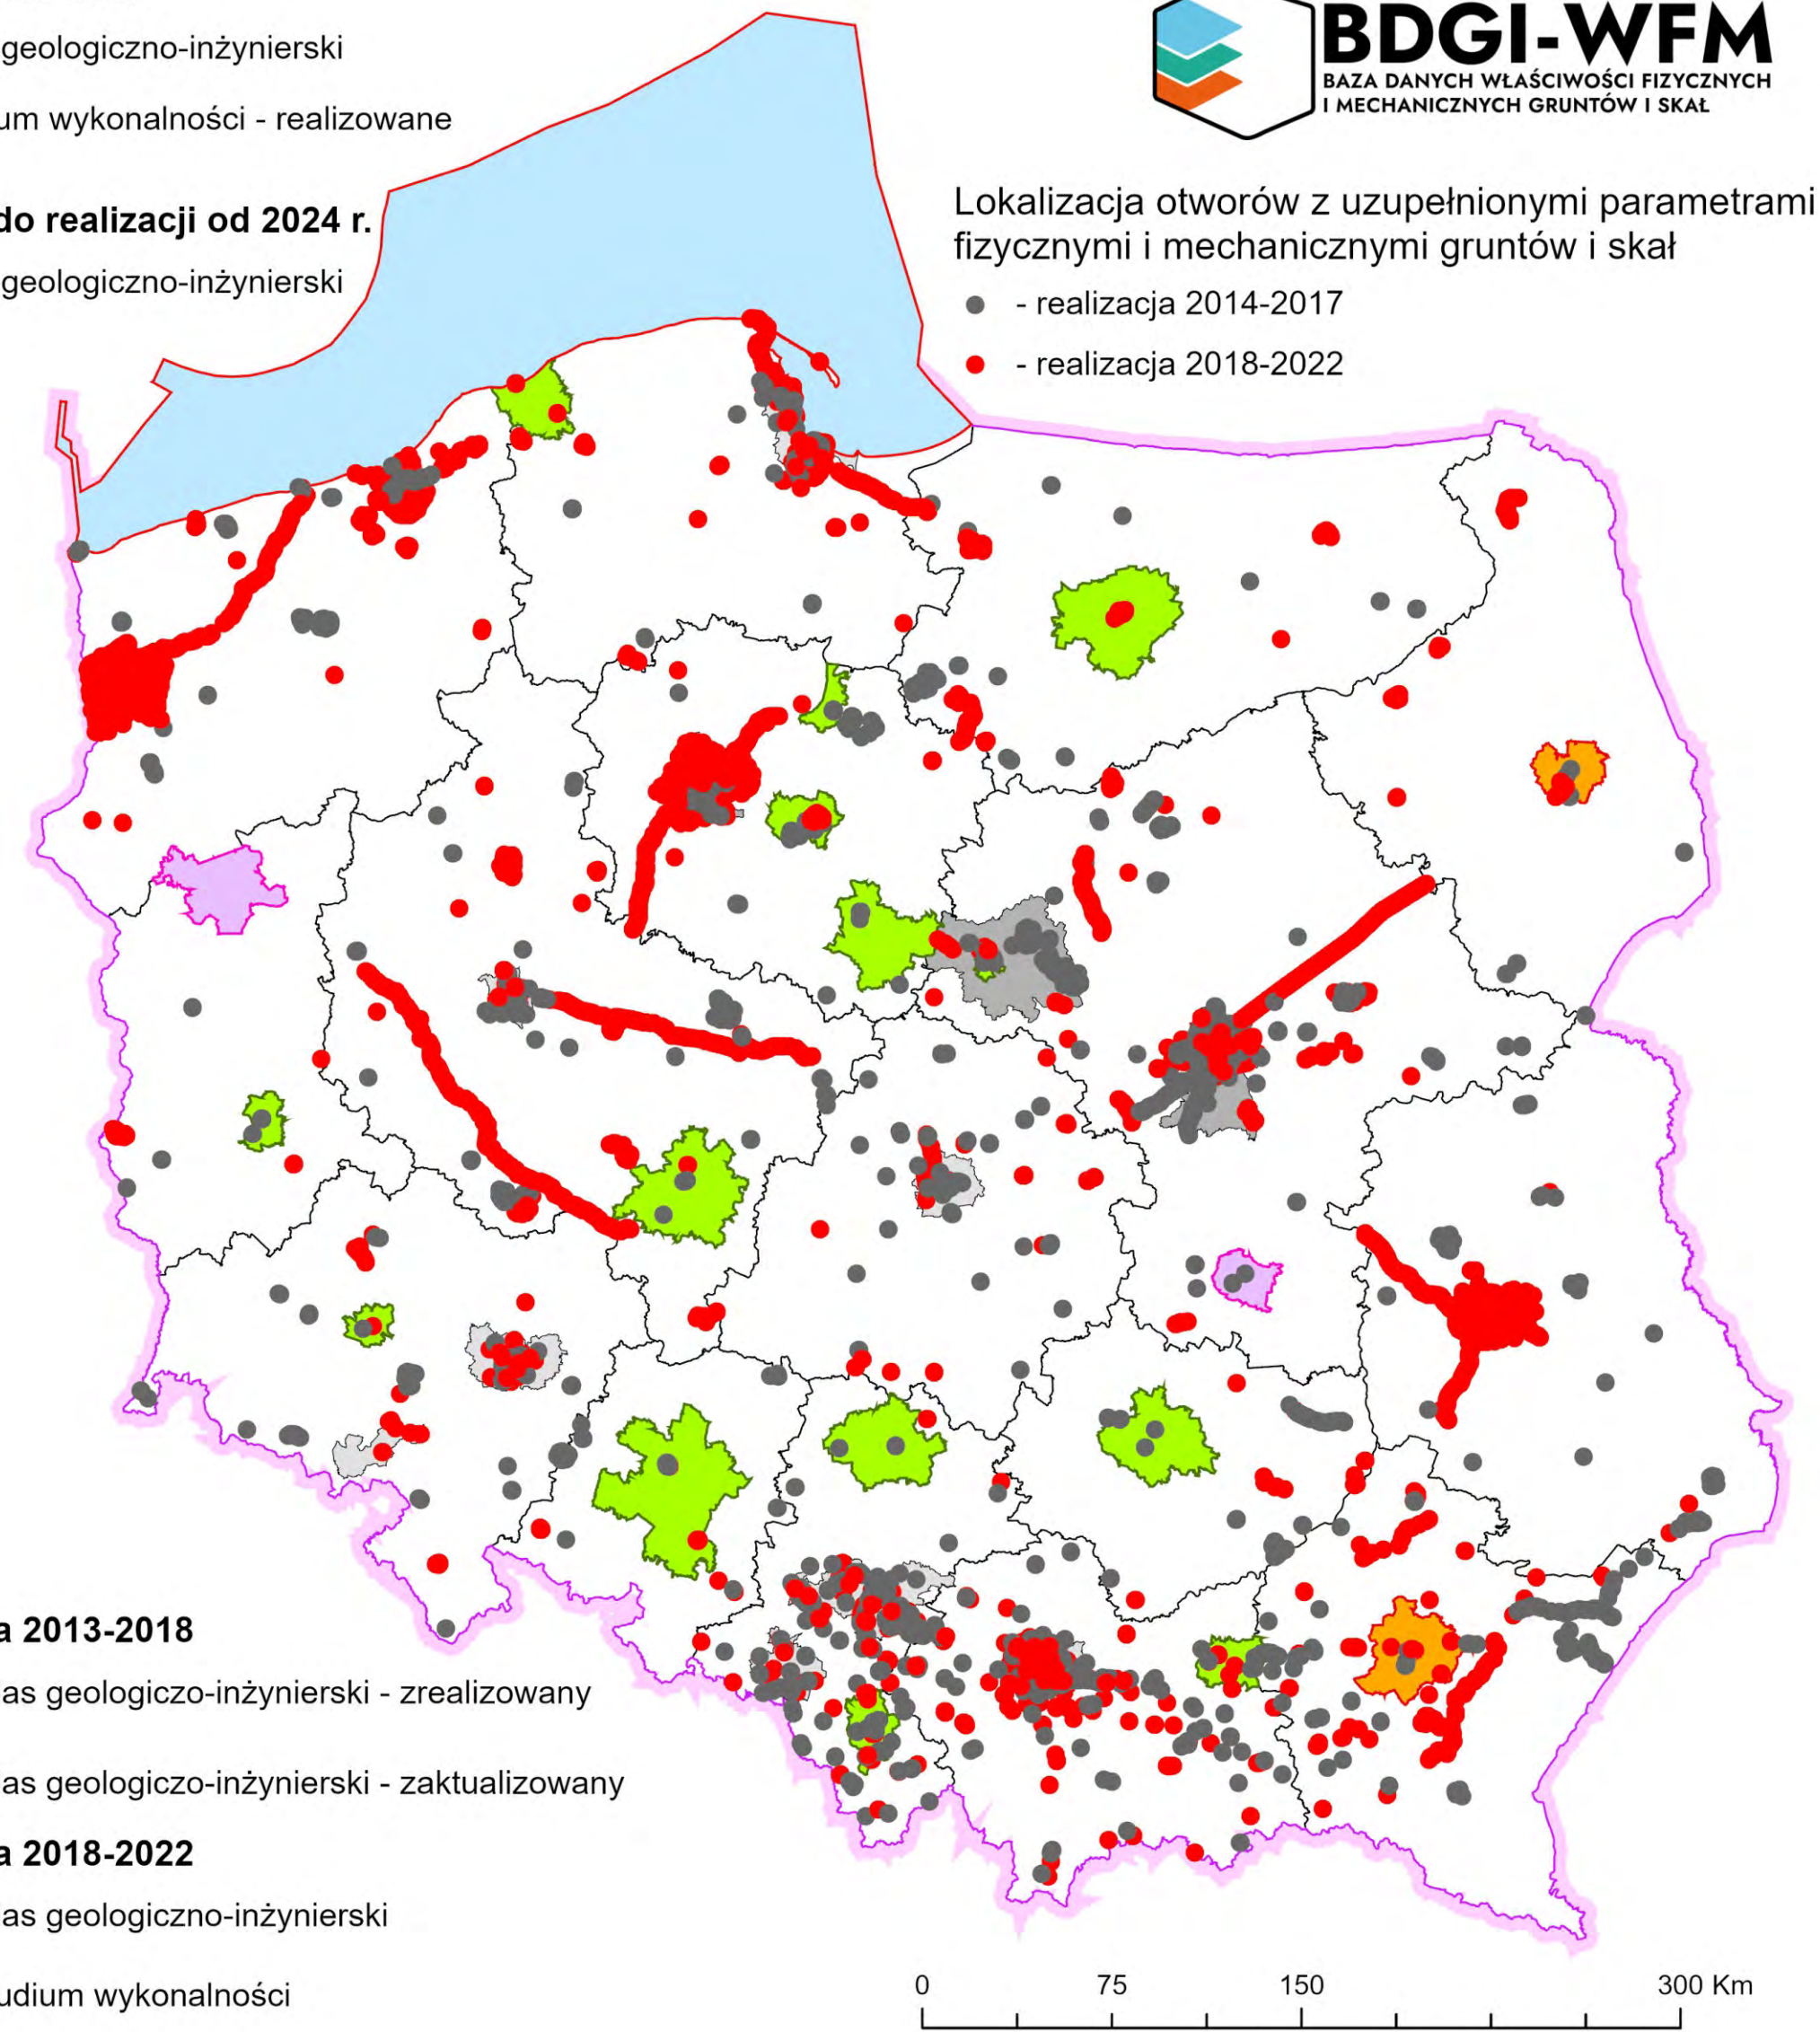 geologiczno-inżynierski
wykonalności - realizowane
do realizacji od 2024 r.
geologiczno-inżynierski
BDGI-WFM
BAZA DANYCH WŁAŚCIWOŚCI FIZYCZNYCH
I MECHANICZNYCH GRUNTÓW I SKAŁ
Lokalizacja otworów z uzupełnionymi parametrami
fizycznymi i mechanicznymi gruntów i skał
- realizacja 2014-2017
- realizacja 2018-2022
a 2013-2018
as geologiczo-inżynierski - zrealizowany
as geologiczo-inżynierski - zaktualizowany
a 2018-2022
as geologiczno-inżynierski
udium wykonalności
0 75 150 300 Km